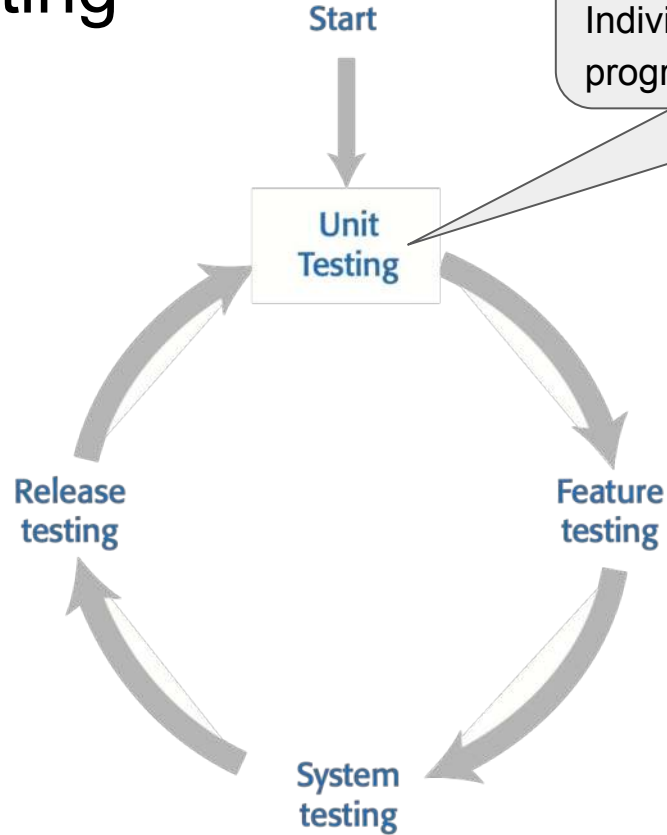 Start
Unit
Testing
Feature
testing
System
testing
Release
testing